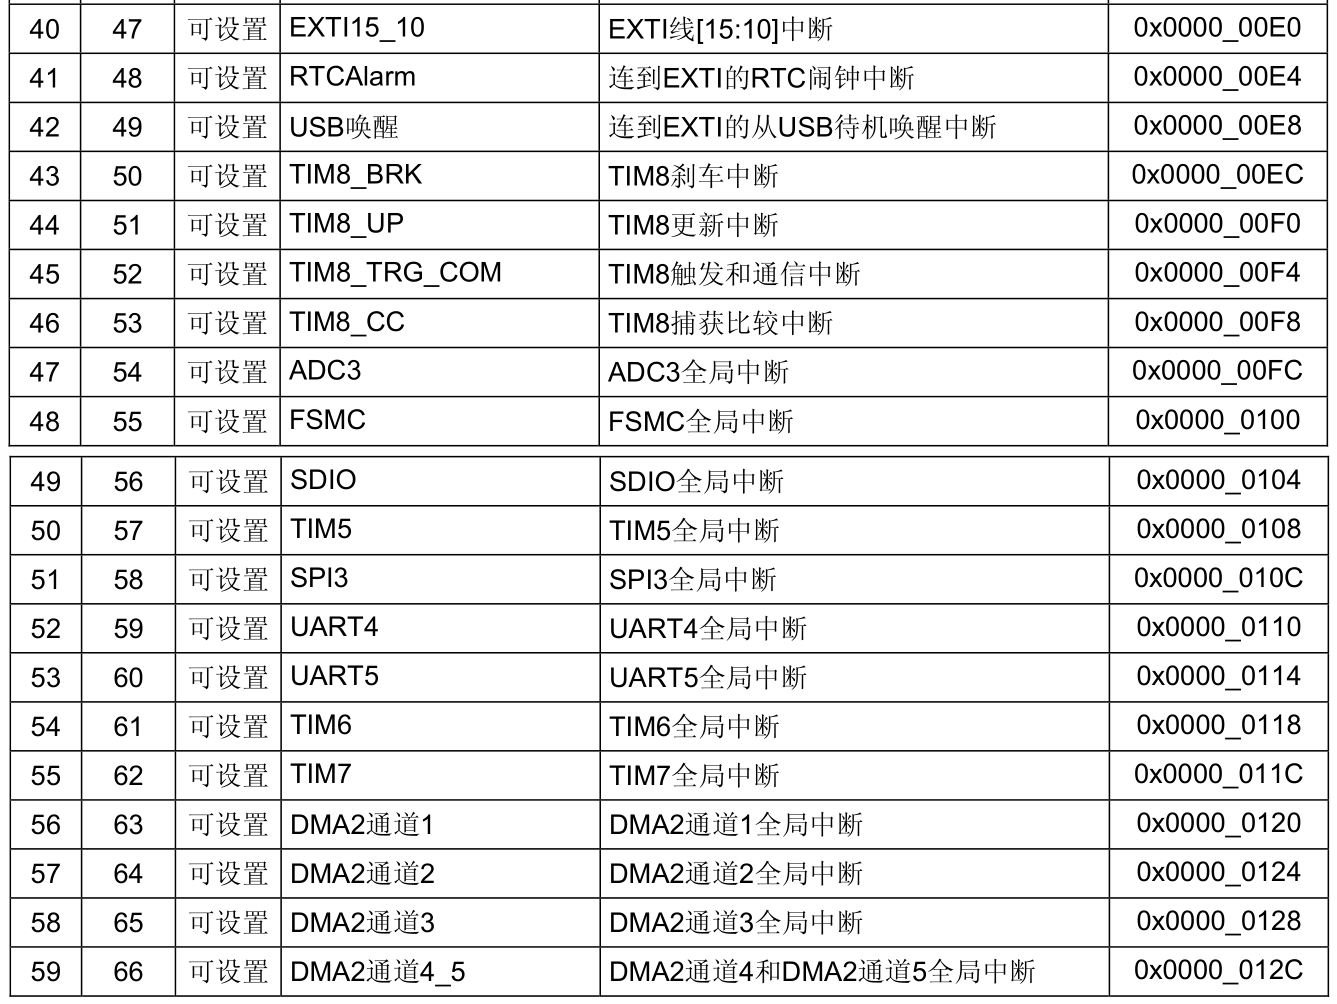 40 47 可设置 EXTI15_10 EXTI线[15:10]中断 0x0000_00E0
41 48 可设置 RTCAlarm 连到EXTI的RTC闹钟中断 0x0000_00E4
42 49 可设置 USB唤醒 连到EXTI的从USB待机唤醒中断 0x0000_00E8
43 50 可设置 TIM8_BRK TIM8刹车中断 0x0000_00EC
44 51 可设置 TIM8_UP TIM8更新中断 0x0000_00F0
45 52 可设置 TIM8_TRG_COM TIM8触发和通信中断 0x0000_00F4
46 53 可设置 TIM8_CC TIM8捕获比较中断 0x0000_00F8
47 54 可设置 ADC3 ADC3全局中断 0x0000_00FC
48 55 可设置 FSMC FSMC全局中断 0x0000_0100
49 56 可设置 SDIO SDIO全局中断 0x0000_0104
50 57 可设置 TIM5 TIM5全局中断 0x0000_0108
51 58 可设置 SPI3 SPI3全局中断 0x0000_010C
52 59 可设置 UART4 UART4全局中断 0x0000_0110
53 60 可设置 UART5 UART5全局中断 0x0000_0114
54 61 可设置 TIM6 TIM6全局中断 0x0000_0118
55 62 可设置 TIM7 TIM7全局中断 0x0000_011C
56 63 可设置 DMA2通道1 DMA2通道1全局中断 0x0000_0120
57 64 可设置 DMA2通道2 DMA2通道2全局中断 0x0000_0124
58 65 可设置 DMA2通道3 DMA2通道3全局中断 0x0000_0128
59 66 可设置 DMA2通道4_5 DMA2通道4和DMA2通道5全局中断 0x0000_012C